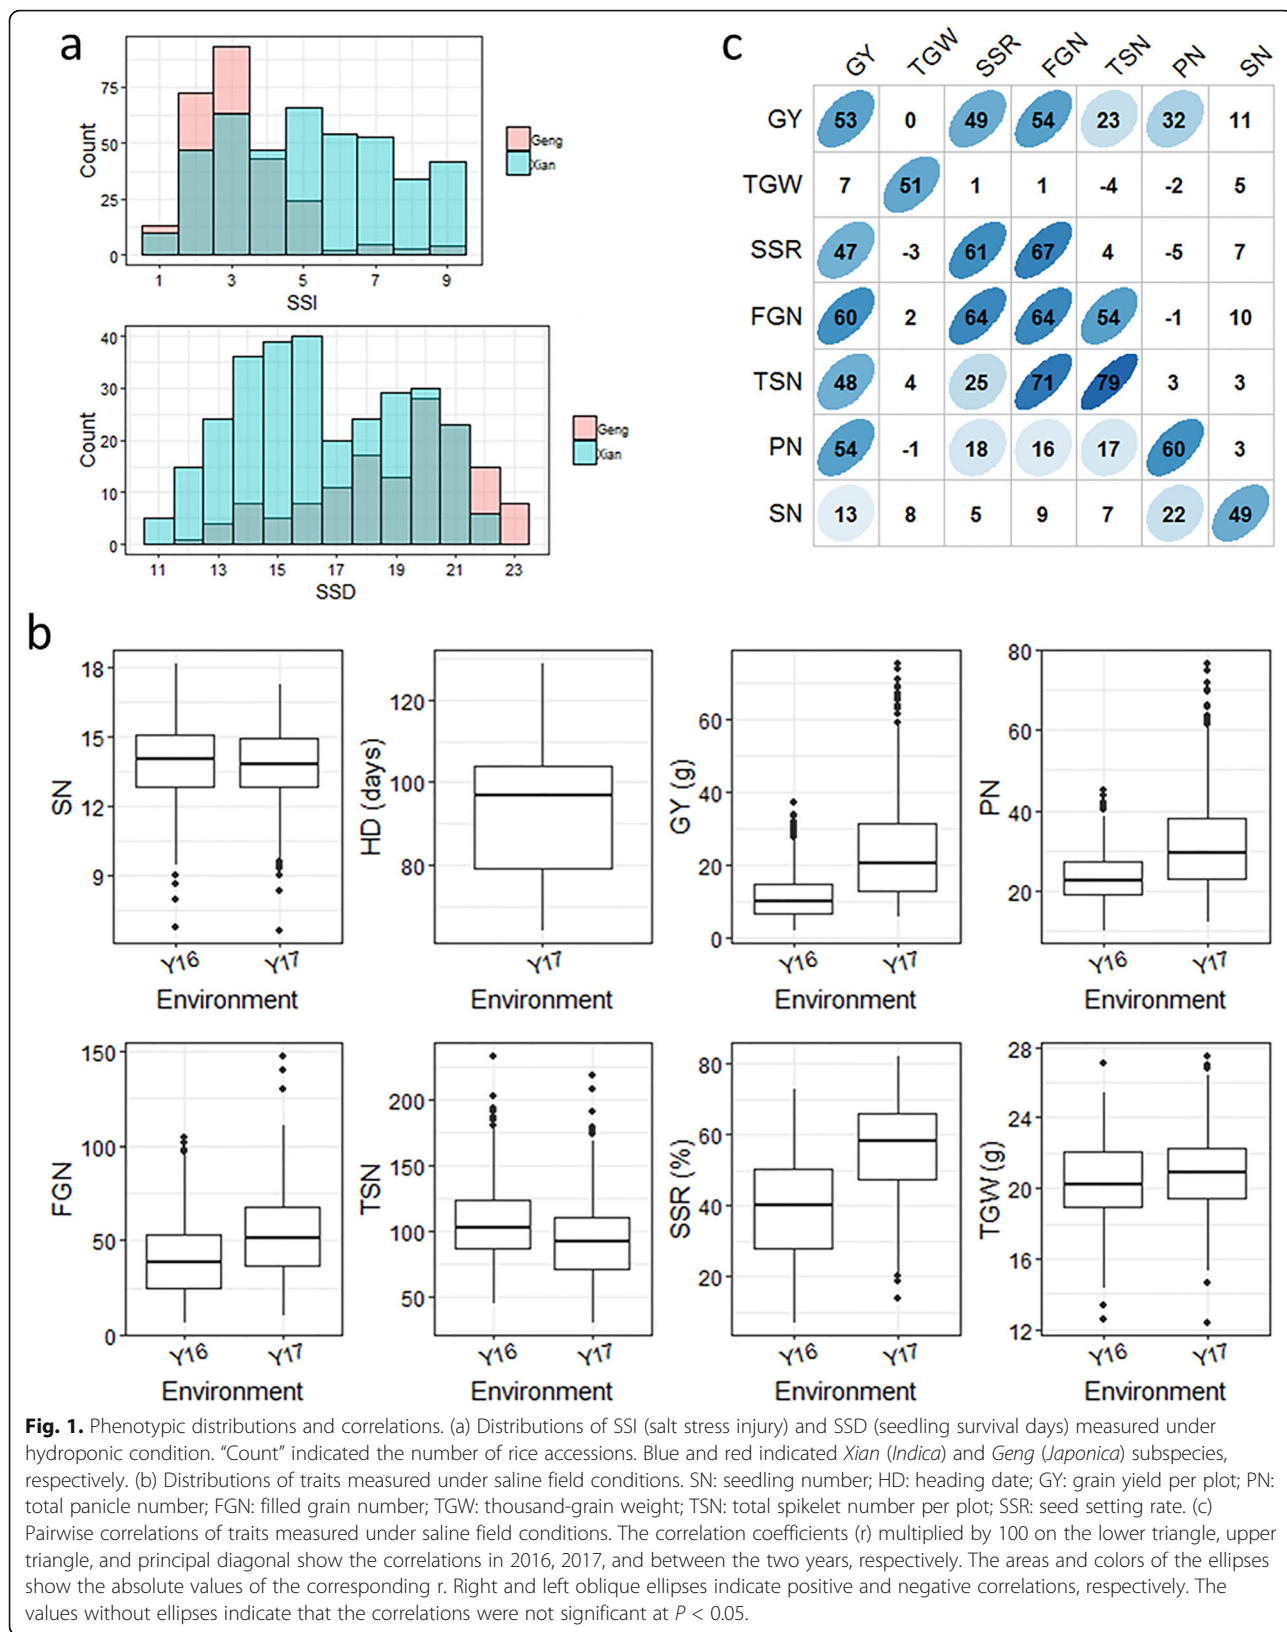 a
75
50
25
0
Count
1 3 5 7 9
SSI
Geng
Xian
40
30
20
10
0
Count
11 13 15 17 19 21 23
SSD
Geng
Xian
c
GY TGW SSR FGN TSN PN SN
GY 53 0 49 54 23 32 11
TGW 7 51 1 1 -4 -2 5
SSR 47 -3 61 67 4 -5 7
FGN 60 2 64 64 54 -1 10
TSN 48 4 25 71 79 3 3
PN 54 -1 18 16 17 60 3
SN 13 8 5 9 7 22 49
b
SN
18
15
12
9
Y16 Y17
Environment
HD (days)
120
100
80
Y17
Environment
GY (g)
60
40
20
0
Y16 Y17
Environment
PN
80
60
40
20
Y16 Y17
Environment
FGN
150
100
50
0
Y16 Y17
Environment
TSN
200
150
100
50
Y16 Y17
Environment
SSR (%)
80
60
40
20
Y16 Y17
Environment
TGW (g)
28
24
20
16
12
Y16 Y17
Environment
Fig. 1. Phenotypic distributions and correlations. (a) Distributions of SSI (salt stress injury) and SSD (seedling survival days) measured under
hydroponic condition. “Count” indicated the number of rice accessions. Blue and red indicated Xian (Indica) and Geng (Japonica) subspecies,
respectively. (b) Distributions of traits measured under saline field conditions. SN: seedling number; HD: heading date; GY: grain yield per plot; PN:
total panicle number; FGN: filled grain number; TGW: thousand-grain weight; TSN: total spikelet number per plot; SSR: seed setting rate. (c)
Pairwise correlations of traits measured under saline field conditions. The correlation coefficients (r) multiplied by 100 on the lower triangle, upper
triangle, and principal diagonal show the correlations in 2016, 2017, and between the two years, respectively. The areas and colors of the ellipses
show the absolute values of the corresponding r. Right and left oblique ellipses indicate positive and negative correlations, respectively. The
values without ellipses indicate that the correlations were not significant at P < 0.05.